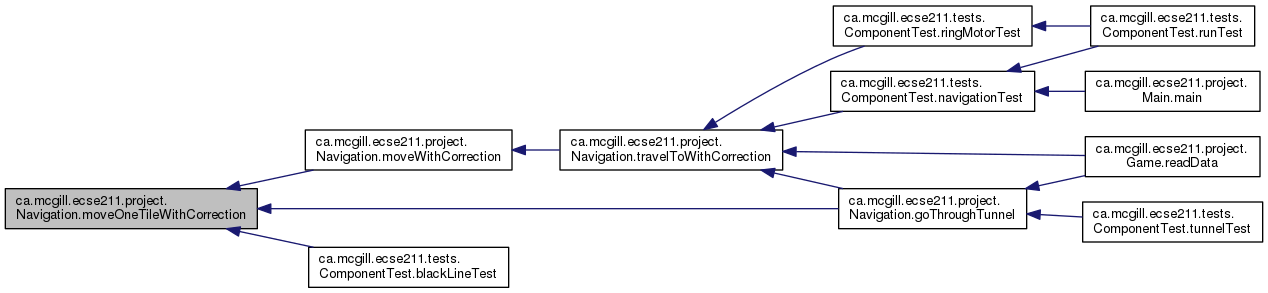 ca.mcgill.ecse211.tests.
ComponentTest.ringMotorTest
ca.mcgill.ecse211.tests.
ComponentTest.runTest
ca.mcgill.ecse211.tests.
ComponentTest.navigationTest
ca.mcgill.ecse211.project.
Main.main
ca.mcgill.ecse211.project.
Navigation.moveWithCorrection
ca.mcgill.ecse211.project.
Navigation.travelToWithCorrection
ca.mcgill.ecse211.project.
Game.readData
ca.mcgill.ecse211.project.
Navigation.moveOneTileWithCorrection
ca.mcgill.ecse211.project.
Navigation.goThroughTunnel
ca.mcgill.ecse211.tests.
ComponentTest.tunnelTest
ca.mcgill.ecse211.tests.
ComponentTest.blackLineTest